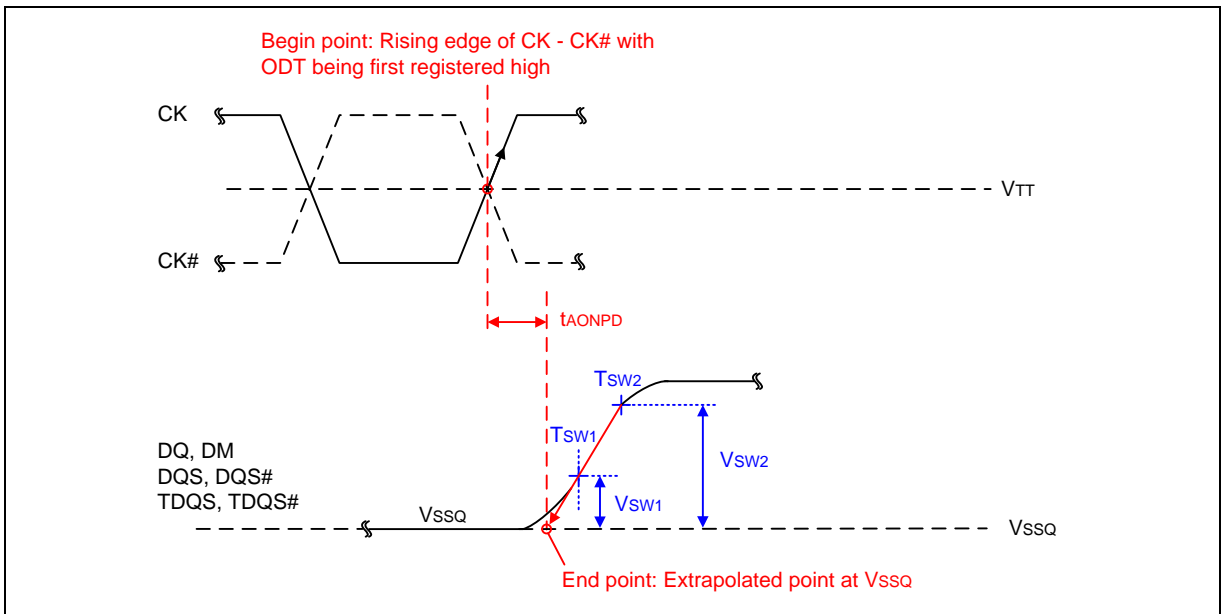 Begin point: Rising edge of CK - CK# with
ODT being first registered high
CK
VTT
CK#
tAONPD
TSW2
TSW1
DQ, DM
DQS, DQS#
TDQS, TDQS#
VSW2
VSW1
VSSQ
VSSQ
End point: Extrapolated point at VSSQ